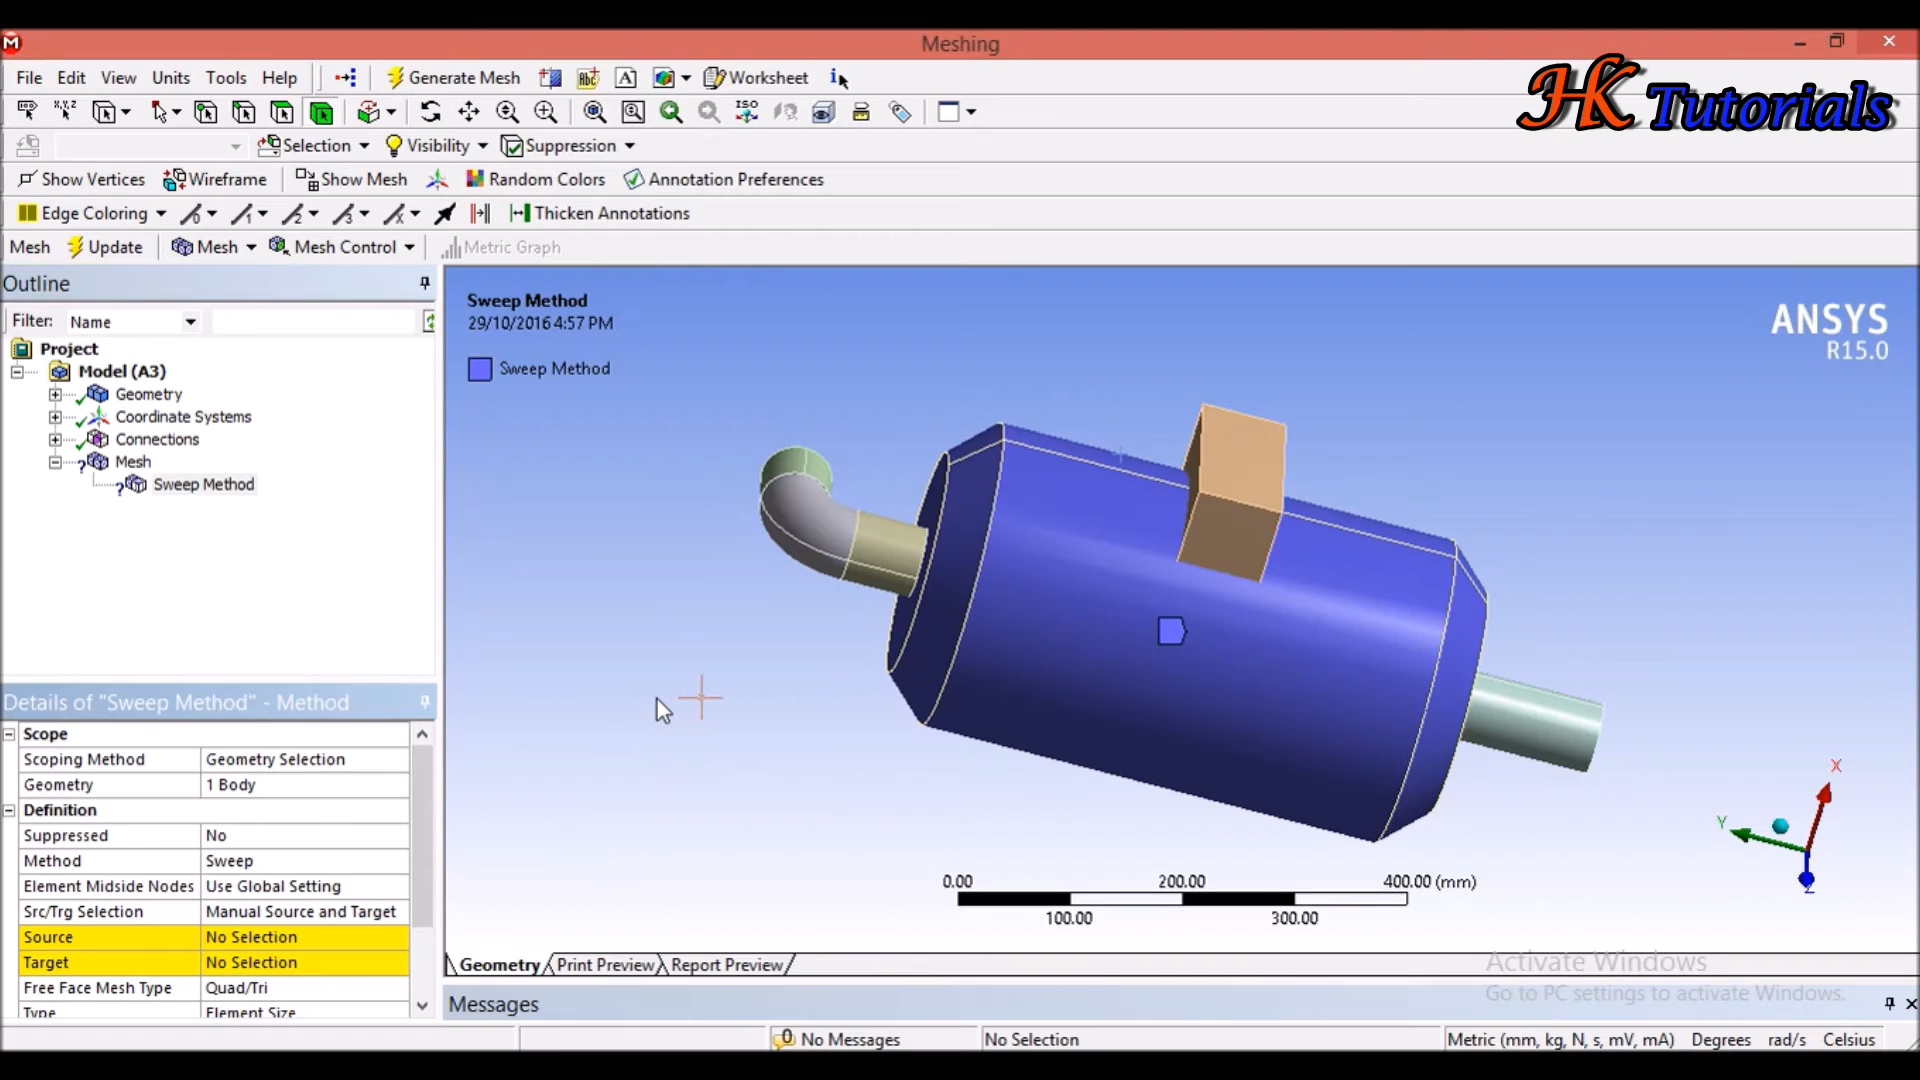 Meshing
HK Tutorials
File Edit View Units Tools Help Generate Mesh Abc A Worksheet i
X,Y,Z ISO
Selection Visibility Suppression
Show Vertices Wireframe Show Mesh Random Colors Annotation Preferences
Edge Coloring Thicken Annotations
Mesh Update Mesh Mesh Control Metric Graph
Outline
Filter: Name
Project
Model (A3)
Geometry
Coordinate Systems
Connections
Mesh
Sweep Method
Sweep Method
29/10/2016 4:57 PM
Sweep Method
ANSYS
R15.0
X
Y
Z
0.00 200.00 400.00 (mm)
100.00 300.00
Details of "Sweep Method" - Method
Scope
Scoping Method Geometry Selection
Geometry 1 Body
Definition
Suppressed No
Method Sweep
Element Midside Nodes Use Global Setting
Src/Trg Selection Manual Source and Target
Source No Selection
Target No Selection
Free Face Mesh Type Quad/Tri
Type Element Size
Geometry Print Preview Report Preview
Activate Windows
Go to PC settings to activate Windows.
Messages
No Messages No Selection Metric (mm, kg, N, s, mV, mA) Degrees rad/s Celsius